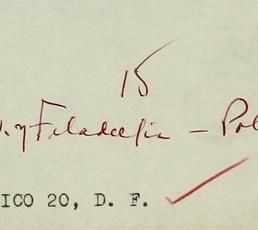 15
y Filadelfia - Pol
ICO 20, D. F.